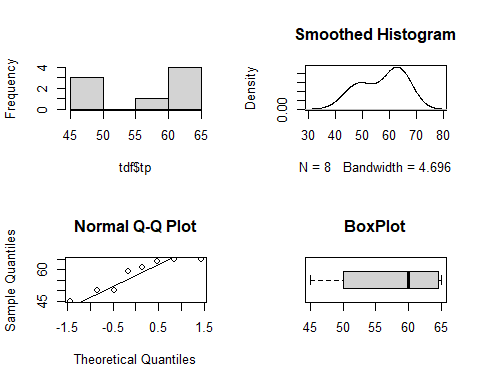 Frequency
0 2 4
45 50 55 60 65
tdf$tp
Smoothed Histogram
Density
0.00
30 40 50 60 70 80
N = 8 Bandwidth = 4.696
Normal Q-Q Plot
Sample Quantiles
45 60
-1.5 -0.5 0.5 1.5
Theoretical Quantiles
BoxPlot
45 50 55 60 65